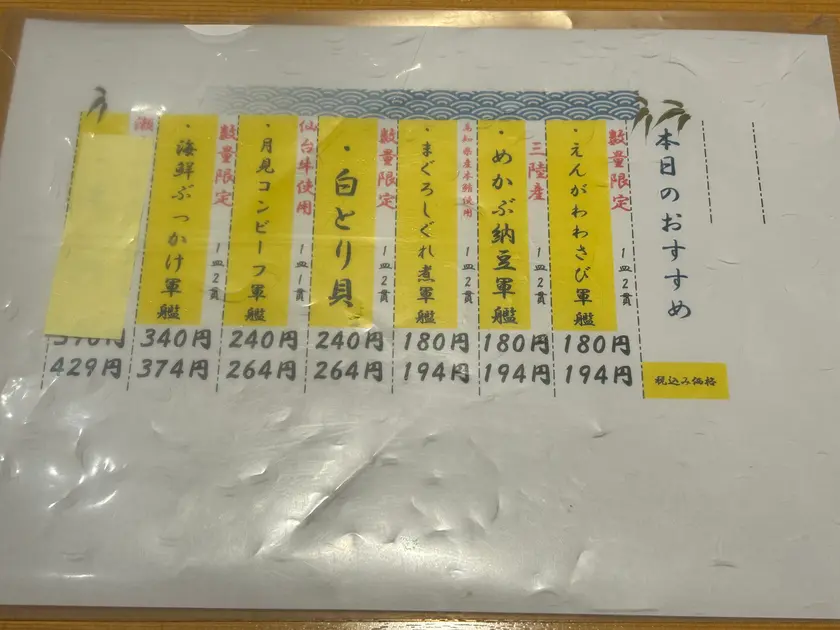 本日のおすすめ
税込み価格
数量限定
1皿2貫
・えんがわわさび軍艦
180円
194円
三陸産
1皿2貫
・めかぶ納豆軍艦
180円
194円
高知県産本鮪使用
1皿2貫
・まぐろしぐれ煮軍艦
180円
194円
数量限定
1皿2貫
・白とり貝
240円
264円
仙台牛使用
1皿1貫
・月見コンビーフ軍艦
240円
264円
数量限定
1皿2貫
・海鮮ぶっかけ軍艦
340円
374円
390円
429円